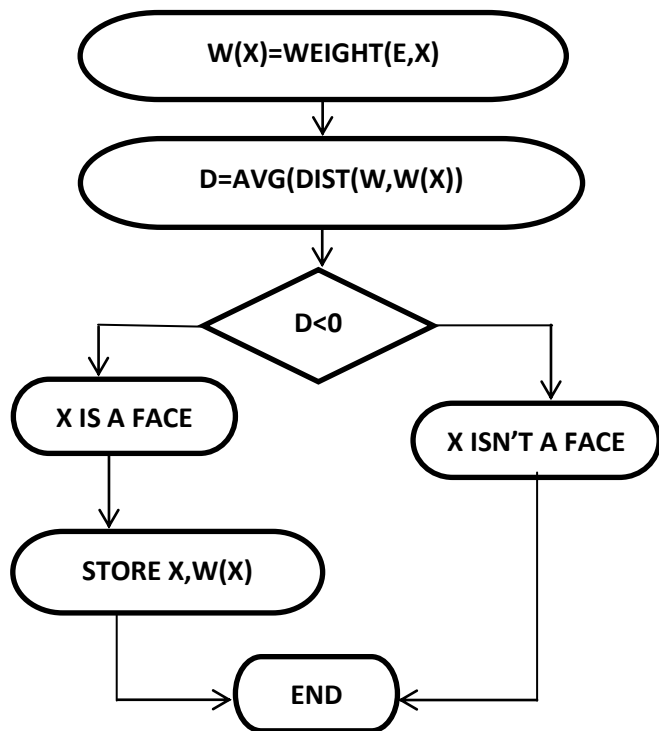 W(X)=WEIGHT(E,X)
D=AVG(DIST(W,W(X))
D<0
X IS A FACE
X ISN’T A FACE
STORE X,W(X)
END